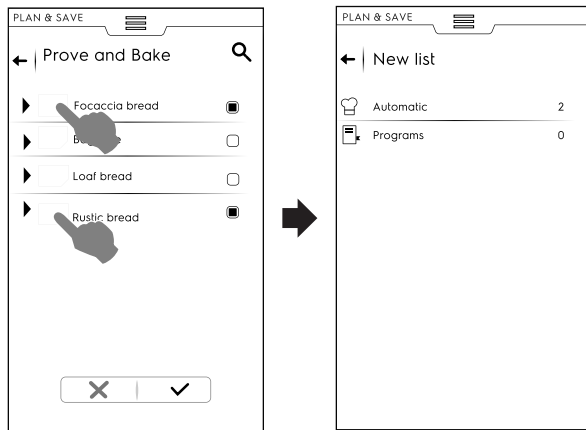 PLAN & SAVE
Prove and Bake
Focaccia bread
Loaf bread
Rustic bread
PLAN & SAVE
New list
Automatic 2
Programs 0